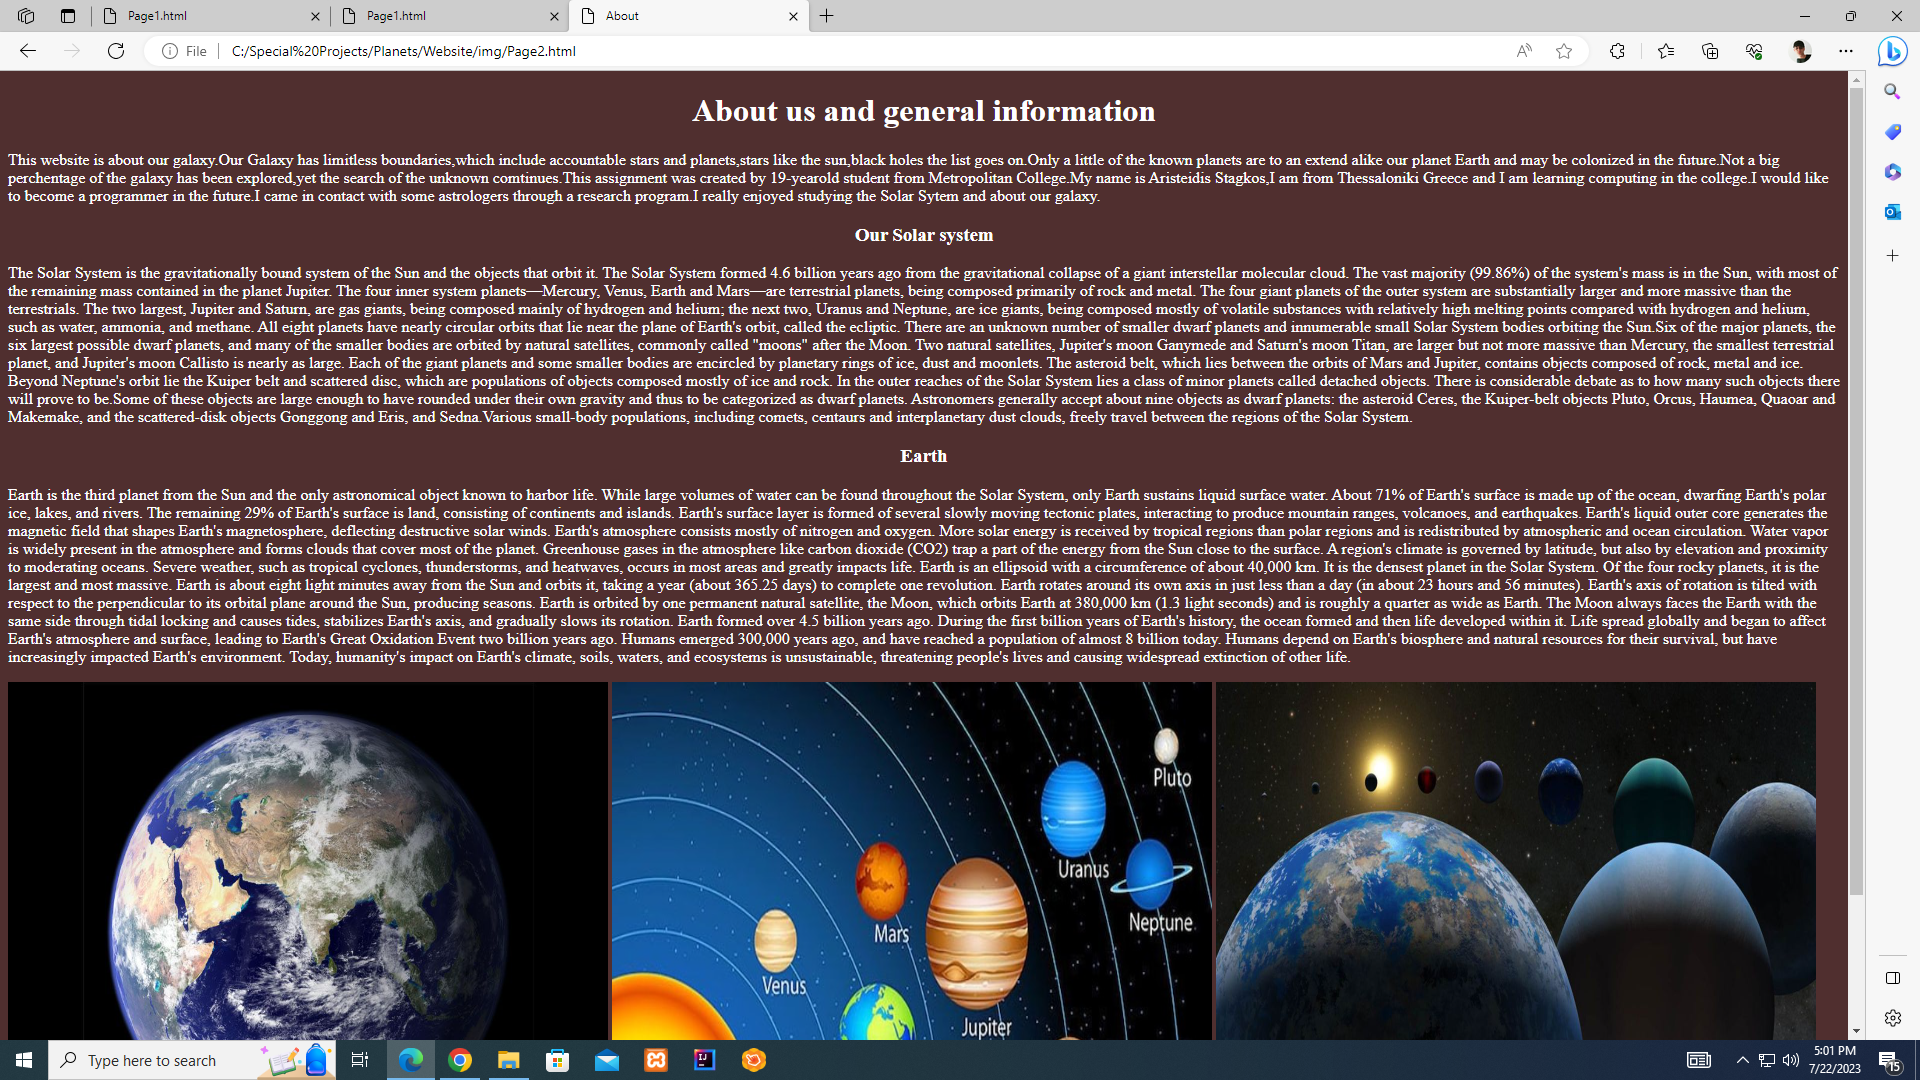 Page1.html
Page1.html
About
File
C:/Special%20Projects/Planets/Website/img/Page2.html
About us and general information
This website is about our galaxy.Our Galaxy has limitless boundaries,which include accountable stars and planets,stars like the sun,black holes the list goes on.Only a little of the known planets are to an extend alike our planet Earth and may be colonized in the future.Not a big
perchentage of the galaxy has been explored,yet the search of the unknown comtinues.This assignment was created by 19-yearold student from Metropolitan College.My name is Aristeidis Stagkos,I am from Thessaloniki Greece and I am learning computing in the college.I would like
to become a programmer in the future.I came in contact with some astrologers through a research program.I really enjoyed studying the Solar Sytem and about our galaxy.
Our Solar system
The Solar System is the gravitationally bound system of the Sun and the objects that orbit it. The Solar System formed 4.6 billion years ago from the gravitational collapse of a giant interstellar molecular cloud. The vast majority (99.86%) of the system's mass is in the Sun, with most of
the remaining mass contained in the planet Jupiter. The four inner system planets—Mercury, Venus, Earth and Mars—are terrestrial planets, being composed primarily of rock and metal. The four giant planets of the outer system are substantially larger and more massive than the
terrestrials. The two largest, Jupiter and Saturn, are gas giants, being composed mainly of hydrogen and helium; the next two, Uranus and Neptune, are ice giants, being composed mostly of volatile substances with relatively high melting points compared with hydrogen and helium,
such as water, ammonia, and methane. All eight planets have nearly circular orbits that lie near the plane of Earth's orbit, called the ecliptic. There are an unknown number of smaller dwarf planets and innumerable small Solar System bodies orbiting the Sun.Six of the major planets, the
six largest possible dwarf planets, and many of the smaller bodies are orbited by natural satellites, commonly called "moons" after the Moon. Two natural satellites, Jupiter's moon Ganymede and Saturn's moon Titan, are larger but not more massive than Mercury, the smallest terrestrial
planet, and Jupiter's moon Callisto is nearly as large. Each of the giant planets and some smaller bodies are encircled by planetary rings of ice, dust and moonlets. The asteroid belt, which lies between the orbits of Mars and Jupiter, contains objects composed of rock, metal and ice.
Beyond Neptune's orbit lie the Kuiper belt and scattered disc, which are populations of objects composed mostly of ice and rock. In the outer reaches of the Solar System lies a class of minor planets called detached objects. There is considerable debate as to how many such objects there
will prove to be.Some of these objects are large enough to have rounded under their own gravity and thus to be categorized as dwarf planets. Astronomers generally accept about nine objects as dwarf planets: the asteroid Ceres, the Kuiper-belt objects Pluto, Orcus, Haumea, Quaoar and
Makemake, and the scattered-disk objects Gonggong and Eris, and Sedna.Various small-body populations, including comets, centaurs and interplanetary dust clouds, freely travel between the regions of the Solar System.
Earth
Earth is the third planet from the Sun and the only astronomical object known to harbor life. While large volumes of water can be found throughout the Solar System, only Earth sustains liquid surface water. About 71% of Earth's surface is made up of the ocean, dwarfing Earth's polar
ice, lakes, and rivers. The remaining 29% of Earth's surface is land, consisting of continents and islands. Earth's surface layer is formed of several slowly moving tectonic plates, interacting to produce mountain ranges, volcanoes, and earthquakes. Earth's liquid outer core generates the
magnetic field that shapes Earth's magnetosphere, deflecting destructive solar winds. Earth's atmosphere consists mostly of nitrogen and oxygen. More solar energy is received by tropical regions than polar regions and is redistributed by atmospheric and ocean circulation. Water vapor
is widely present in the atmosphere and forms clouds that cover most of the planet. Greenhouse gases in the atmosphere like carbon dioxide (CO2) trap a part of the energy from the Sun close to the surface. A region's climate is governed by latitude, but also by elevation and proximity
to moderating oceans. Severe weather, such as tropical cyclones, thunderstorms, and heatwaves, occurs in most areas and greatly impacts life. Earth is an ellipsoid with a circumference of about 40,000 km. It is the densest planet in the Solar System. Of the four rocky planets, it is the
largest and most massive. Earth is about eight light minutes away from the Sun and orbits it, taking a year (about 365.25 days) to complete one revolution. Earth rotates around its own axis in just less than a day (in about 23 hours and 56 minutes). Earth's axis of rotation is tilted with
respect to the perpendicular to its orbital plane around the Sun, producing seasons. Earth is orbited by one permanent natural satellite, the Moon, which orbits Earth at 380,000 km (1.3 light seconds) and is roughly a quarter as wide as Earth. The Moon always faces the Earth with the
same side through tidal locking and causes tides, stabilizes Earth's axis, and gradually slows its rotation. Earth formed over 4.5 billion years ago. During the first billion years of Earth's history, the ocean formed and then life developed within it. Life spread globally and began to affect
Earth's atmosphere and surface, leading to Earth's Great Oxidation Event two billion years ago. Humans emerged 300,000 years ago, and have reached a population of almost 8 billion today. Humans depend on Earth's biosphere and natural resources for their survival, but have
increasingly impacted Earth's environment. Today, humanity's impact on Earth's climate, soils, waters, and ecosystems is unsustainable, threatening people's lives and causing widespread extinction of other life.
Pluto
Uranus
Neptune
Mars
Venus
Jupiter
Type here to search
5:01 PM
7/22/2023
15